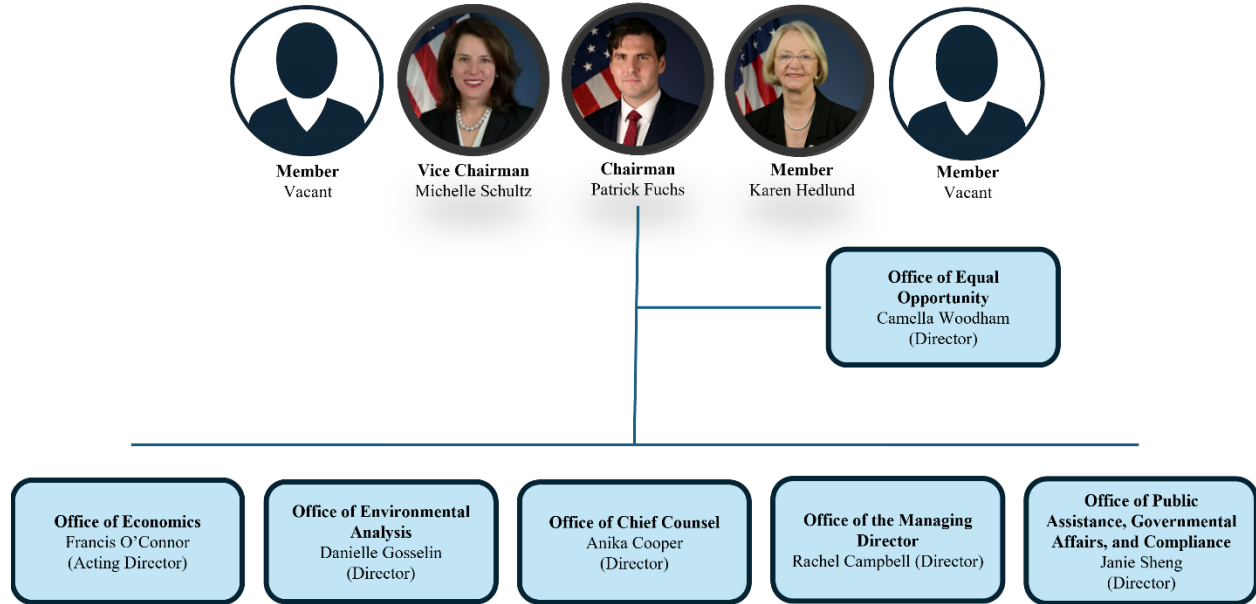 Member
Vacant
Vice Chairman
Michelle Schultz
Chairman
Patrick Fuchs
Member
Karen Hedlund
Member
Vacant
Office of Equal
Opportunity
Camella Woodham
(Director)
Office of Economics
Francis O’Connor
(Acting Director)
Office of Environmental
Analysis
Danielle Gosselin
(Director)
Office of Chief Counsel
Anika Cooper
(Director)
Office of the Managing
Director
Rachel Campbell (Director)
Office of Public
Assistance, Governmental
Affairs, and Compliance
Janie Sheng
(Director)